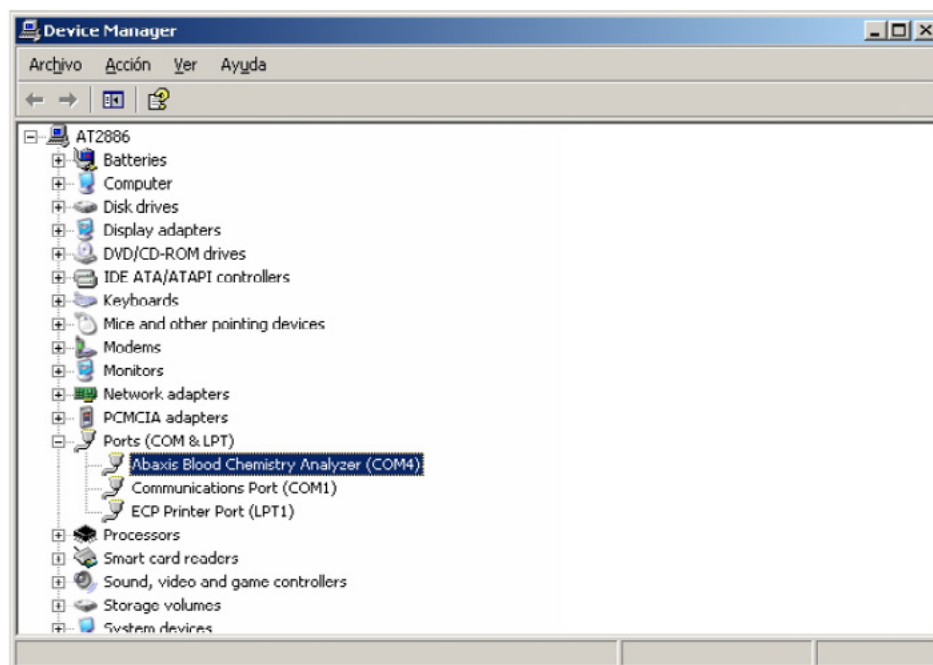 Device Manager
Archivo Acción Ver Ayuda
AT2886
Batteries
Computer
Disk drives
Display adapters
DVD/CD-ROM drives
IDE ATA/ATAPI controllers
Keyboards
Mice and other pointing devices
Modems
Monitors
Network adapters
PCMCIA adapters
Ports (COM & LPT)
Abaxis Blood Chemistry Analyzer (COM4)
Communications Port (COM1)
ECP Printer Port (LPT1)
Processors
Smart card readers
Sound, video and game controllers
Storage volumes
System devices